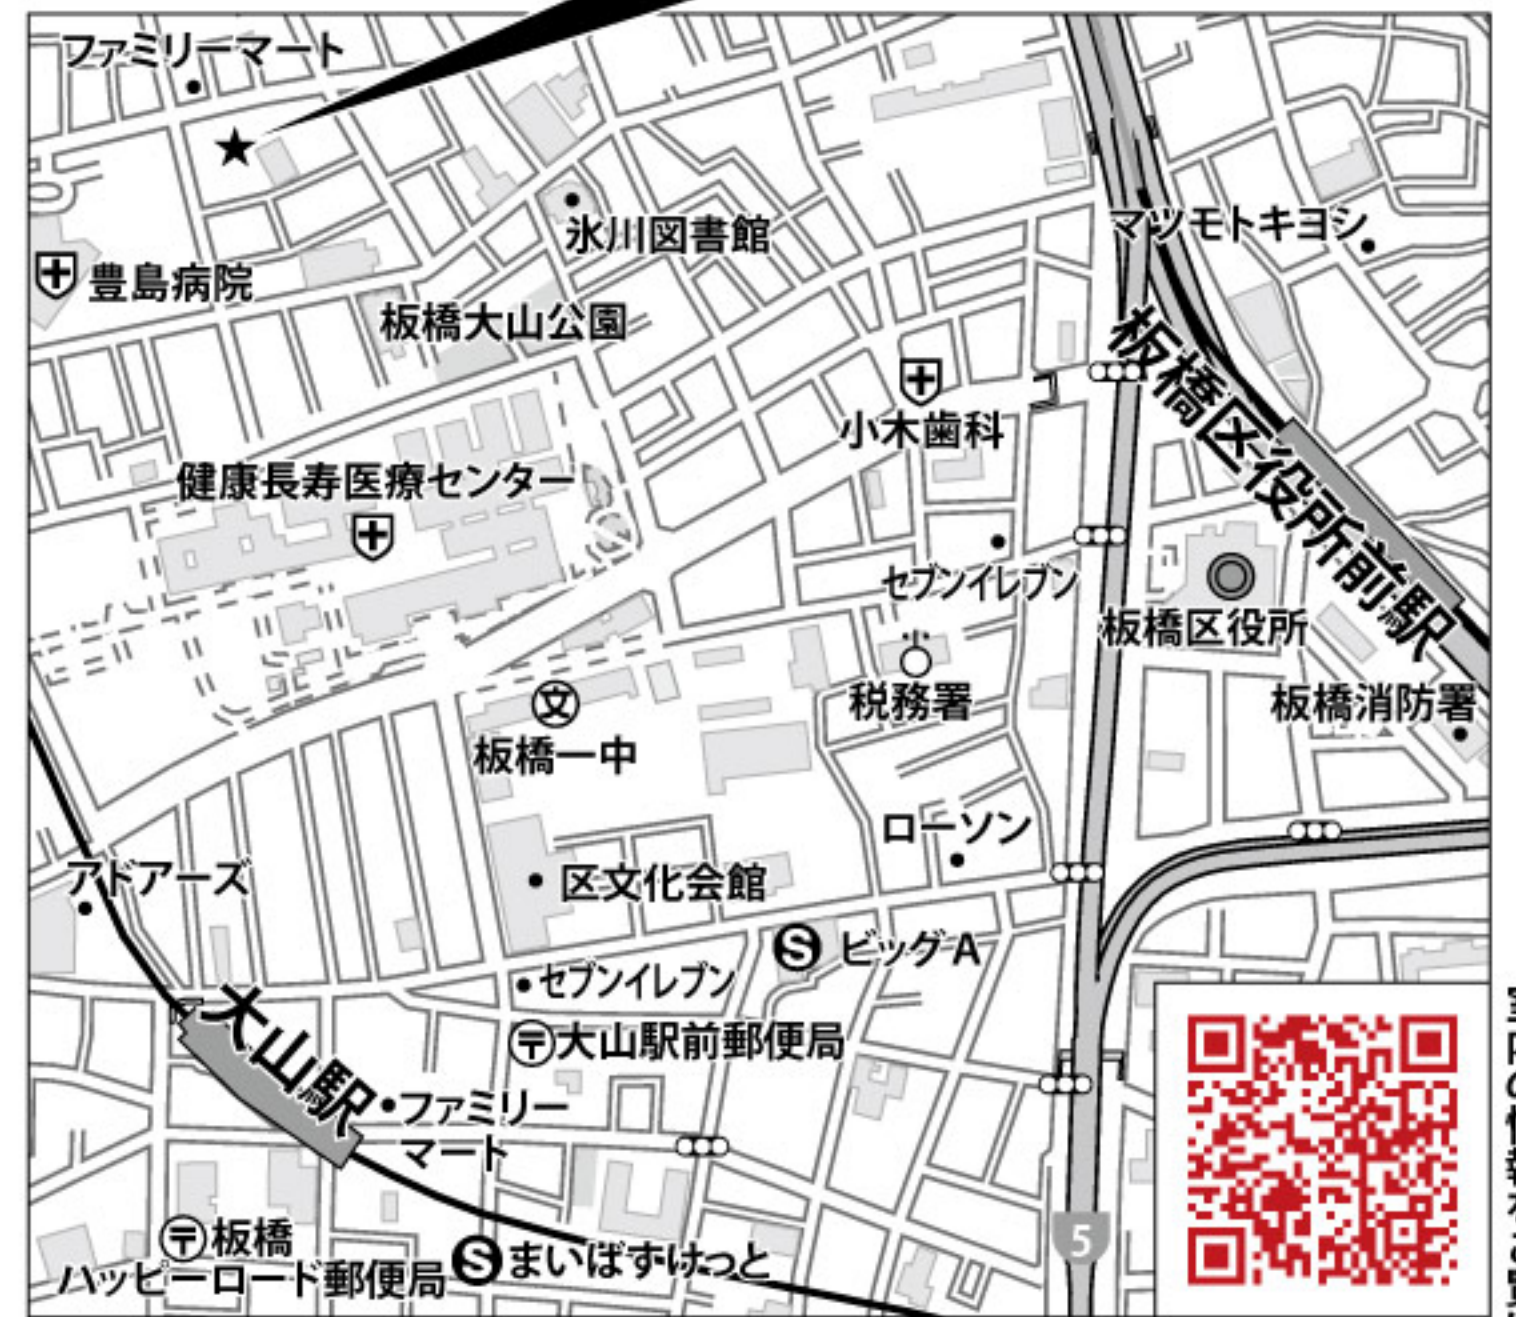 ファミリーマート
氷川図書館
マツモトキヨシ
豊島病院
板橋大山公園
板橋区役所前駅
小木歯科
健康長寿医療センター
セブンイレブン
板橋区役所
税務署
板橋消防署
文
板橋一中
ローソン
アドアーズ
区文化会館
S ビッグA
セブンイレブン
大山駅
〒大山駅前郵便局
ファミリー
マート
5
〒板橋
ハッピーロード郵便局
S まいばすけっと